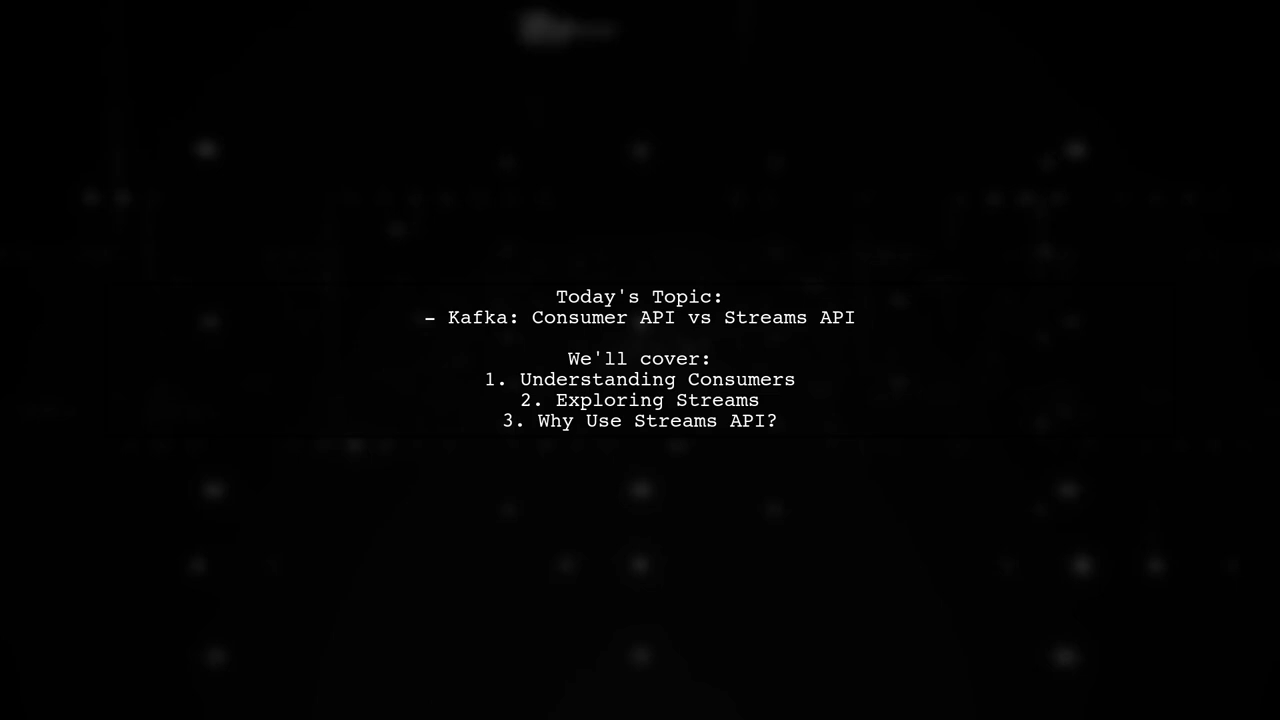 Today's Topic:
- Kafka: Consumer API vs Streams API
We'll cover:
1. Understanding Consumers
2. Exploring Streams
3. Why Use Streams API?